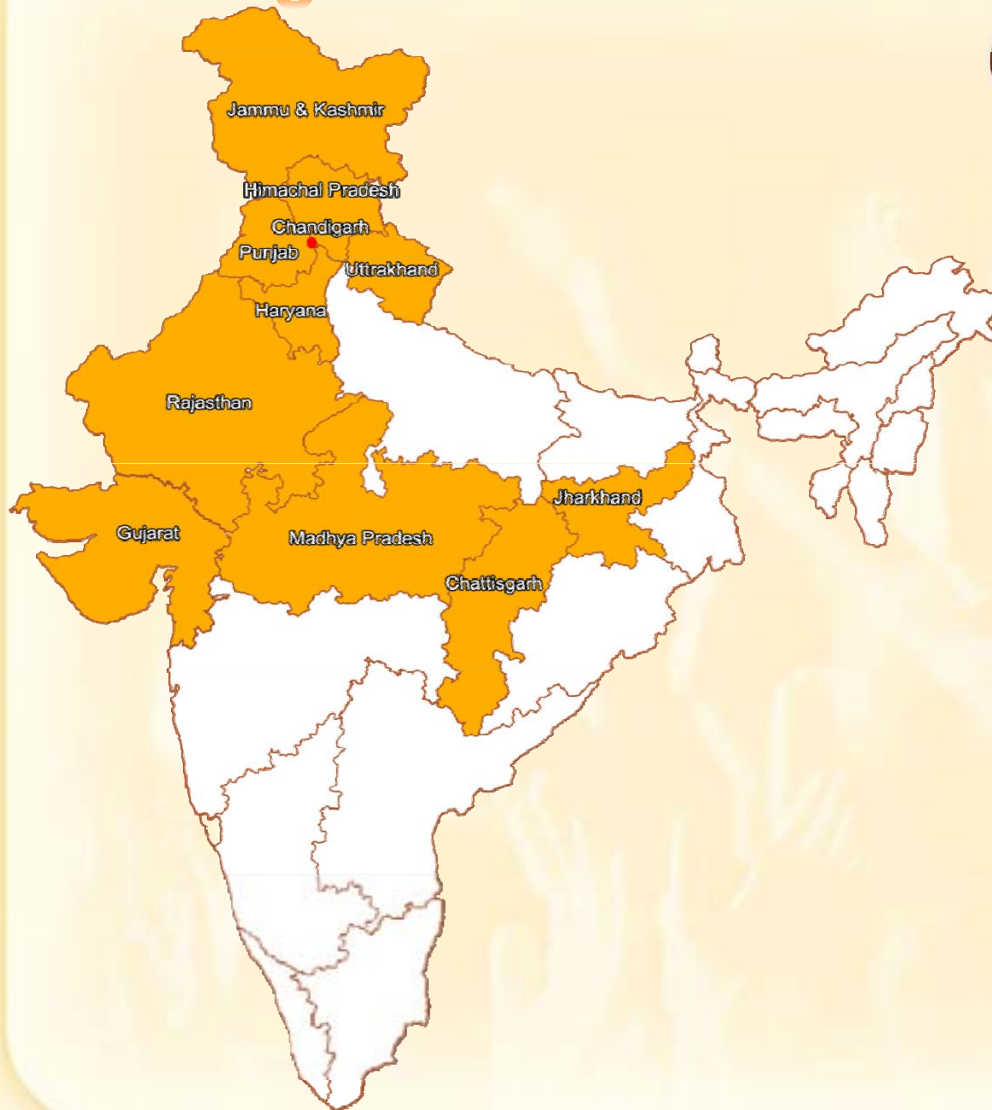 Jammu & Kashmir
Himachal Pradesh
Chandigarh
Punjab
Uttrakhand
Haryana
Rajasthan
Jharkhand
Gujarat
Madhya Pradesh
Chattisgarh